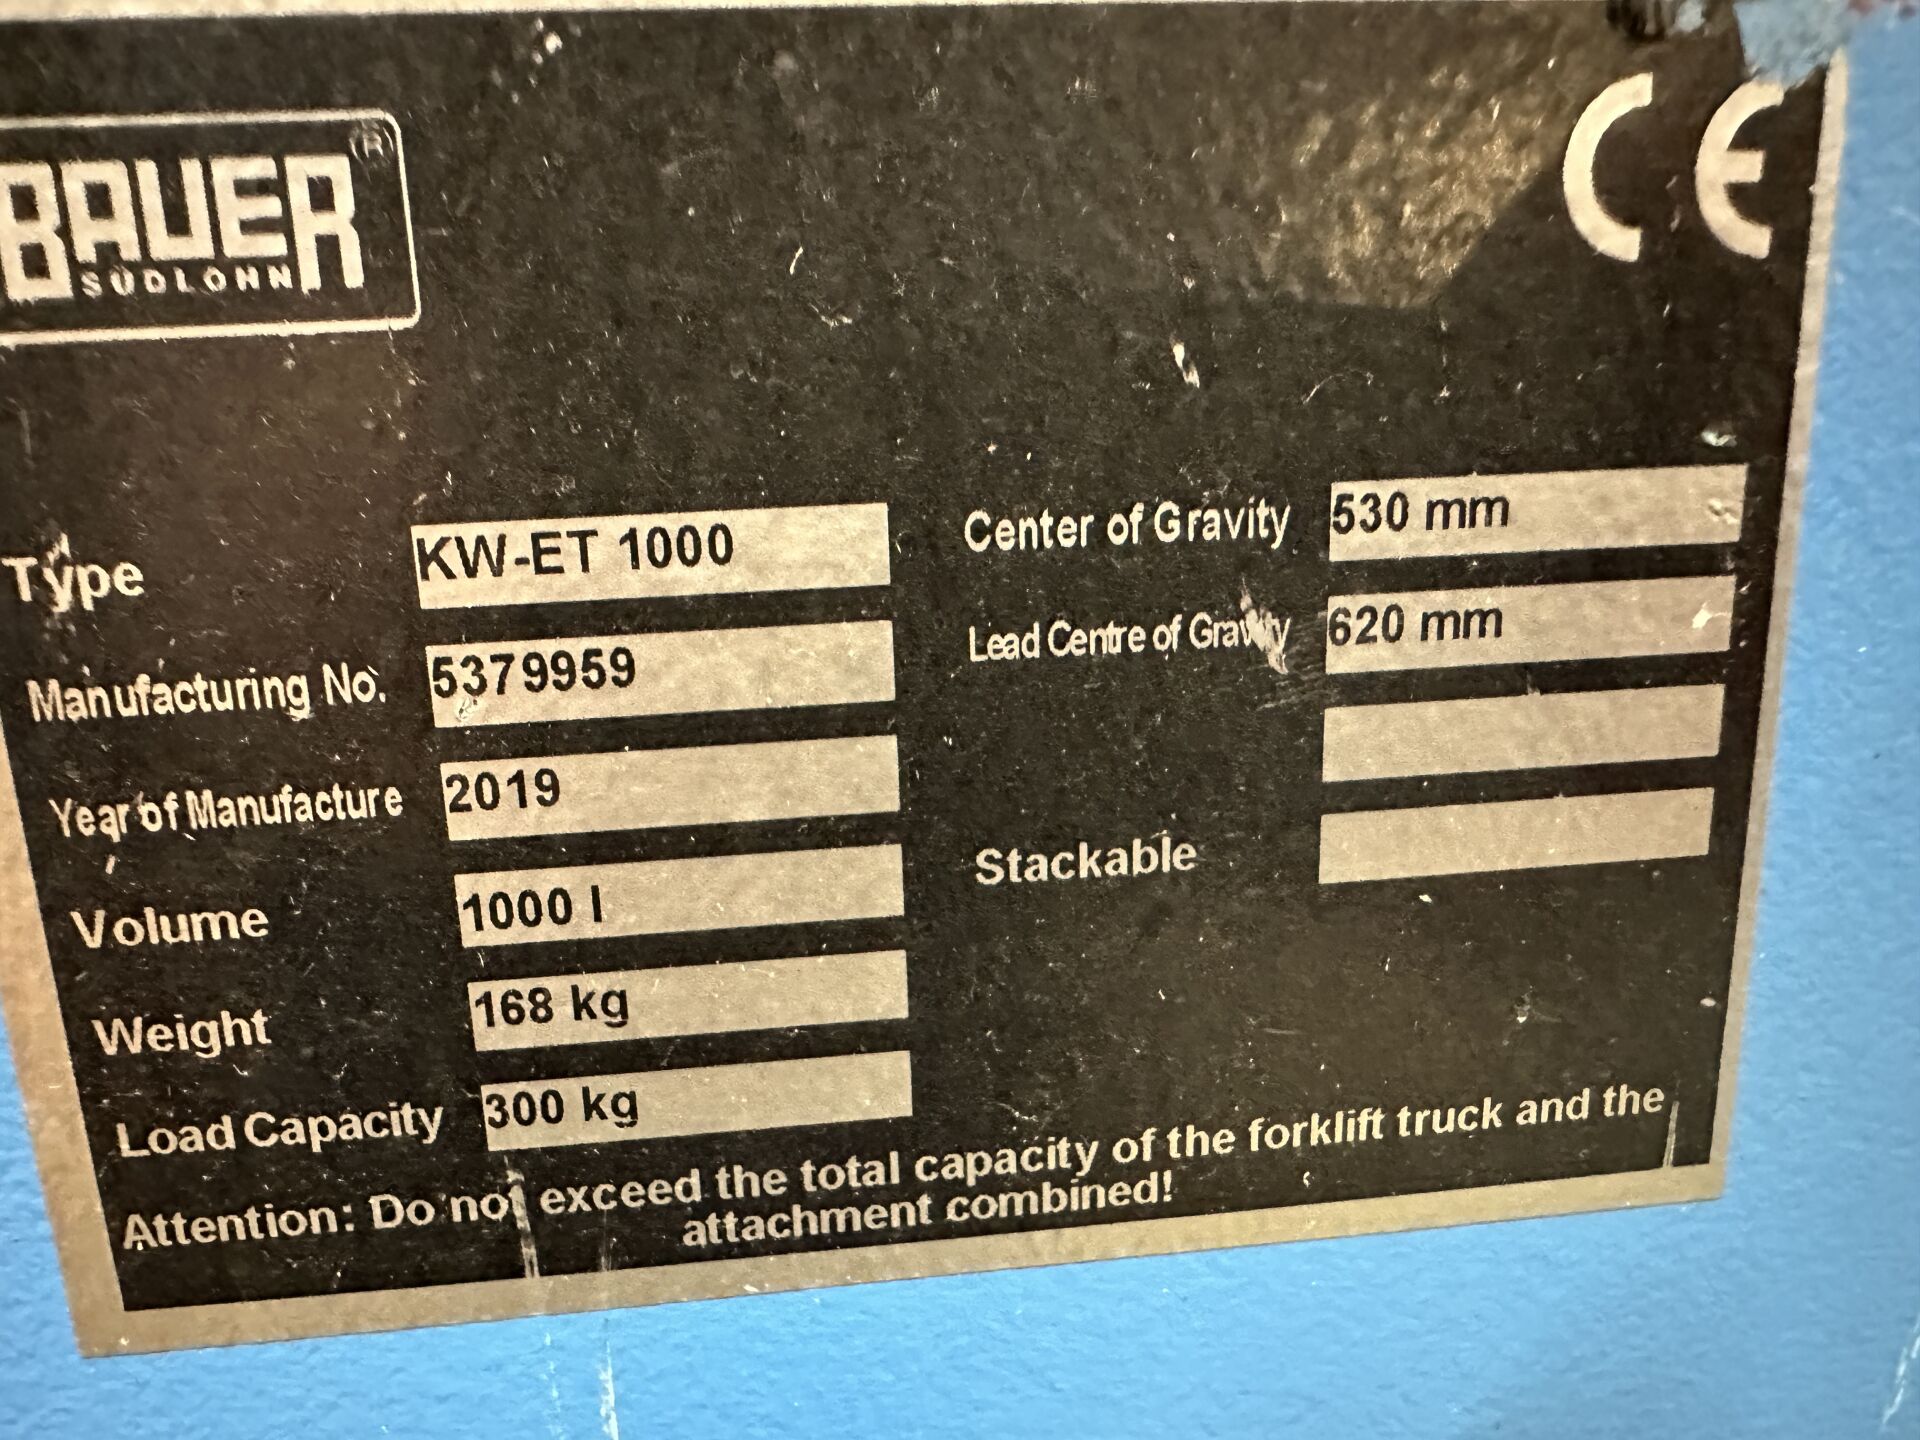 BAUER ®
SÜDLOHN
CE
Type KW-ET 1000
Manufacturing No. 5379959
Year of Manufacture 2019
Volume 1000 l
Weight 168 kg
Load Capacity 300 kg
Center of Gravity 530 mm
Lead Centre of Gravity 620 mm
Stackable
Attention: Do not exceed the total capacity of the forklift truck and the
attachment combined!